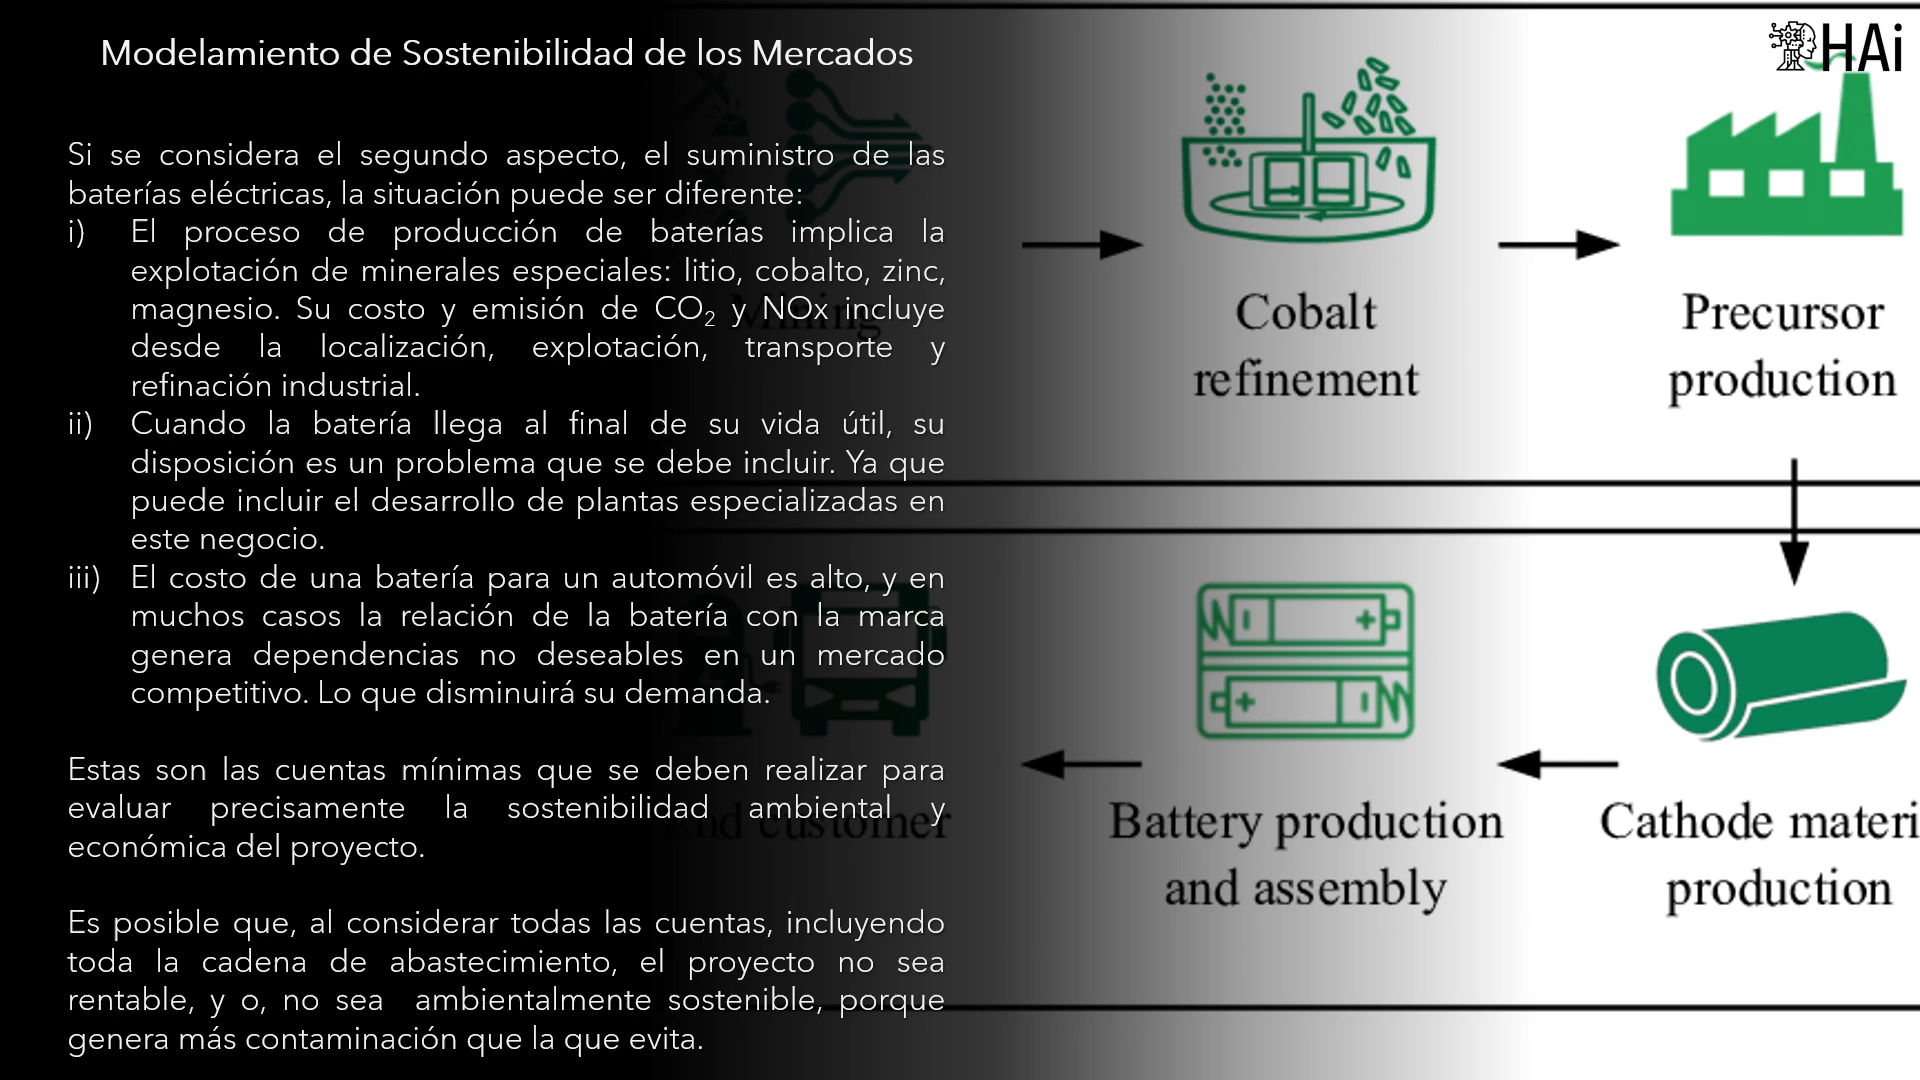 Modelamiento de Sostenibilidad de los Mercados
HAi
Si se considera el segundo aspecto, el suministro de las
baterías eléctricas, la situación puede ser diferente:
i) El proceso de producción de baterías implica la
explotación de minerales especiales: litio, cobalto, zinc,
magnesio. Su costo y emisión de CO₂ y NOx incluye
desde la localización, explotación, transporte y
refinación industrial.
ii) Cuando la batería llega al final de su vida útil, su
disposición es un problema que se debe incluir. Ya que
puede incluir el desarrollo de plantas especializadas en
este negocio.
iii) El costo de una batería para un automóvil es alto, y en
muchos casos la relación de la batería con la marca
genera dependencias no deseables en un mercado
competitivo. Lo que disminuirá su demanda.
Estas son las cuentas mínimas que se deben realizar para
evaluar precisamente la sostenibilidad ambiental y
económica del proyecto.
Es posible que, al considerar todas las cuentas, incluyendo
toda la cadena de abastecimiento, el proyecto no sea
rentable, y o, no sea ambientalmente sostenible, porque
genera más contaminación que la que evita.
Mining
Cobalt
refinement
Precursor
production
End customer
Battery production
and assembly
Cathode materi
production